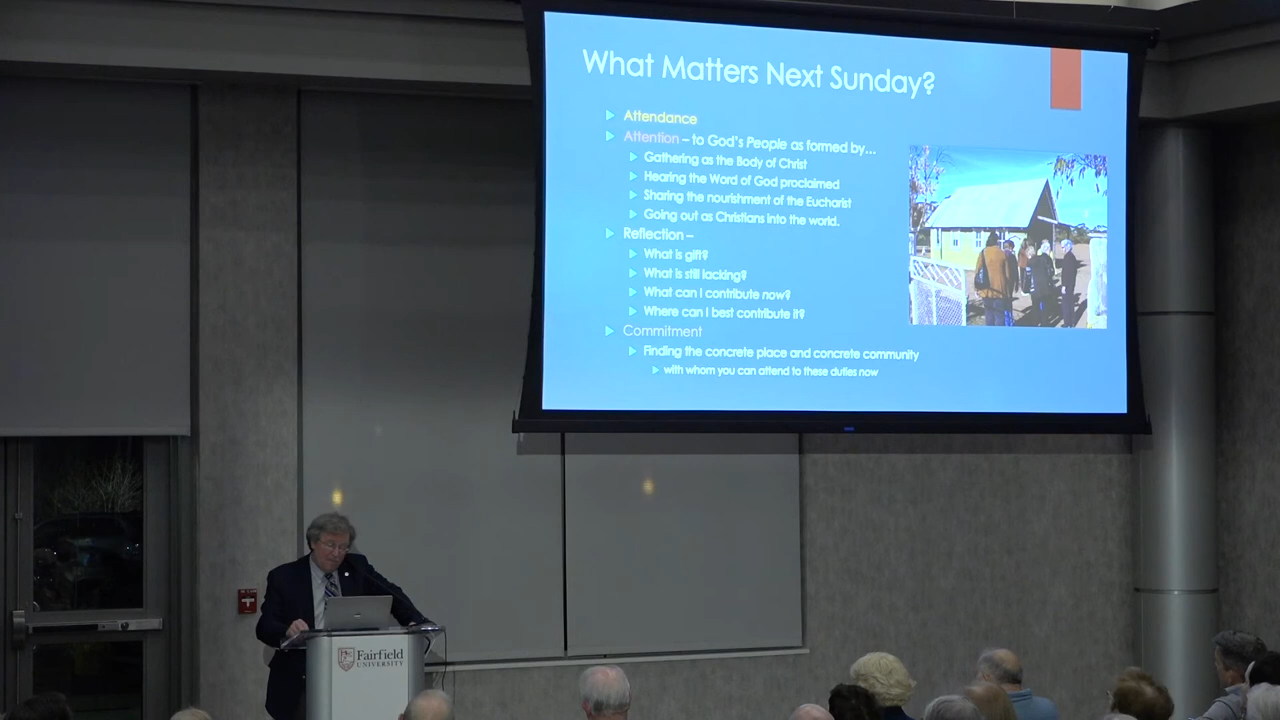 What Matters Next Sunday?
Attendance
Attention – to God's People as formed by...
Gathering as the Body of Christ
Hearing the Word of God proclaimed
Sharing the nourishment of the Eucharist
Going out as Christians into the world.
Reflection –
What is gift?
What is still lacking?
What can I contribute now?
Where can I best contribute it?
Commitment
Finding the concrete place and concrete community
with whom you can attend to these duties now
Fairfield
UNIVERSITY